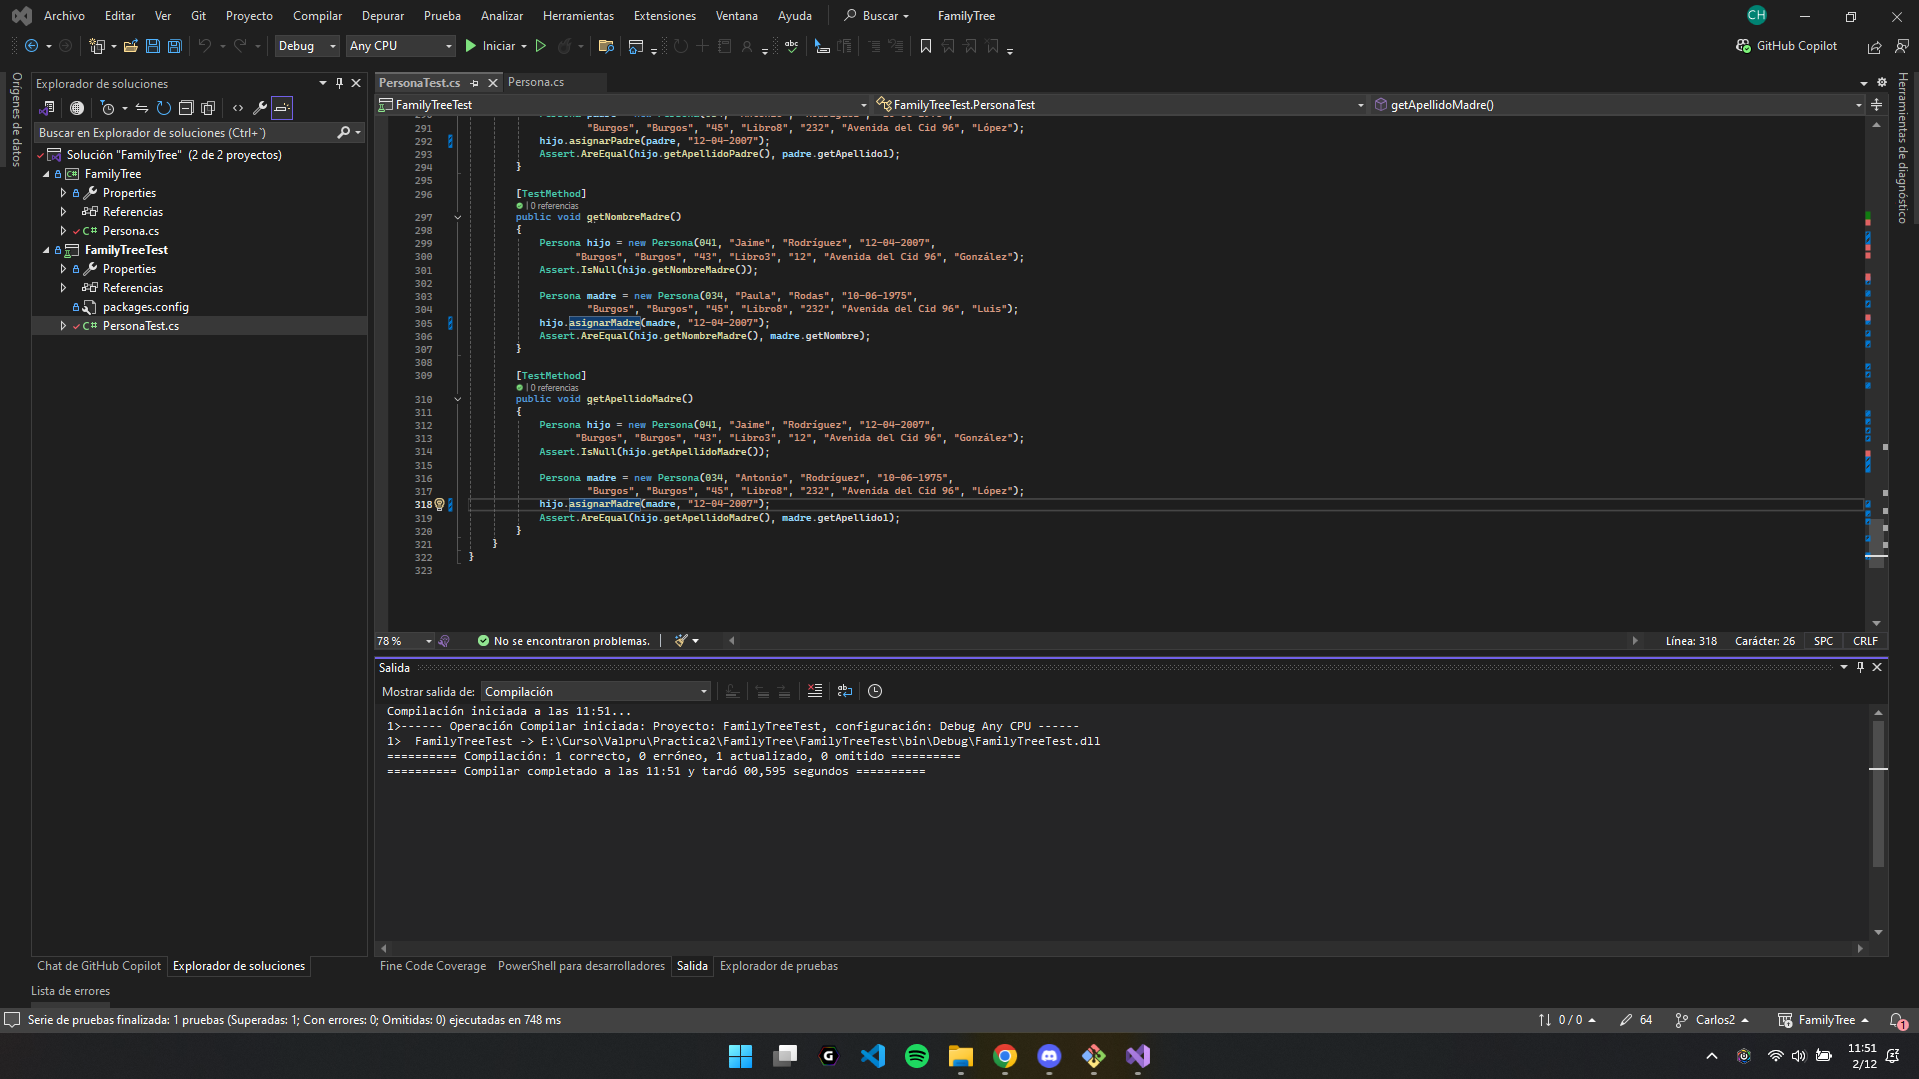 Archivo Editar Ver Git Proyecto Compilar Depurar Prueba Analizar Herramientas Extensiones Ventana Ayuda Buscar FamilyTree CH
Debug Any CPU Iniciar GitHub Copilot
Orígenes de datos
Explorador de soluciones
Buscar en Explorador de soluciones (Ctrl+`)
Solución "FamilyTree" (2 de 2 proyectos)
FamilyTree
Properties
Referencias
Persona.cs
FamilyTreeTest
Properties
Referencias
packages.config
PersonaTest.cs
PersonaTest.cs Persona.cs
FamilyTreeTest FamilyTreeTest.PersonaTest getApellidoMadre()
291 "Burgos", "Burgos", "45", "Libro8", "232", "Avenida del Cid 96", "López");
292 hijo.asignarPadre(padre, "12-04-2007");
293 Assert.AreEqual(hijo.getApellidoPadre(), padre.getApellido1);
294 }
295
296 [TestMethod]
| 0 referencias
297 public void getNombreMadre()
298 {
299 Persona hijo = new Persona(041, "Jaime", "Rodríguez", "12-04-2007",
300 "Burgos", "Burgos", "43", "Libro3", "12", "Avenida del Cid 96", "González");
301 Assert.IsNull(hijo.getNombreMadre());
302
303 Persona madre = new Persona(034, "Paula", "Rodas", "10-06-1975",
304 "Burgos", "Burgos", "45", "Libro8", "232", "Avenida del Cid 96", "Luis");
305 hijo.asignarMadre(madre, "12-04-2007");
306 Assert.AreEqual(hijo.getNombreMadre(), madre.getNombre);
307 }
308
309 [TestMethod]
| 0 referencias
310 public void getApellidoMadre()
311 {
312 Persona hijo = new Persona(041, "Jaime", "Rodríguez", "12-04-2007",
313 "Burgos", "Burgos", "43", "Libro3", "12", "Avenida del Cid 96", "González");
314 Assert.IsNull(hijo.getApellidoMadre());
315
316 Persona madre = new Persona(034, "Antonio", "Rodríguez", "10-06-1975",
317 "Burgos", "Burgos", "45", "Libro8", "232", "Avenida del Cid 96", "López");
318 hijo.asignarMadre(madre, "12-04-2007");
319 Assert.AreEqual(hijo.getApellidoMadre(), madre.getApellido1);
320 }
321 }
322 }
323
78 % No se encontraron problemas. Línea: 318 Carácter: 26 SPC CRLF
Salida
Mostrar salida de: Compilación
Compilación iniciada a las 11:51...
1>------ Operación Compilar iniciada: Proyecto: FamilyTreeTest, configuración: Debug Any CPU ------
1> FamilyTreeTest -> E:\Curso\Valpru\Practica2\FamilyTree\FamilyTreeTest\bin\Debug\FamilyTreeTest.dll
========== Compilación: 1 correcto, 0 erróneo, 1 actualizado, 0 omitido ==========
========== Compilar completado a las 11:51 y tardó 00,595 segundos ==========
Herramientas de diagnóstico
Chat de GitHub Copilot Explorador de soluciones
Fine Code Coverage PowerShell para desarrolladores Salida Explorador de pruebas
Lista de errores
Serie de pruebas finalizada: 1 pruebas (Superadas: 1; Con errores: 0; Omitidas: 0) ejecutadas en 748 ms 0 / 0 64 Carlos2 FamilyTree 1
11:51
2/12